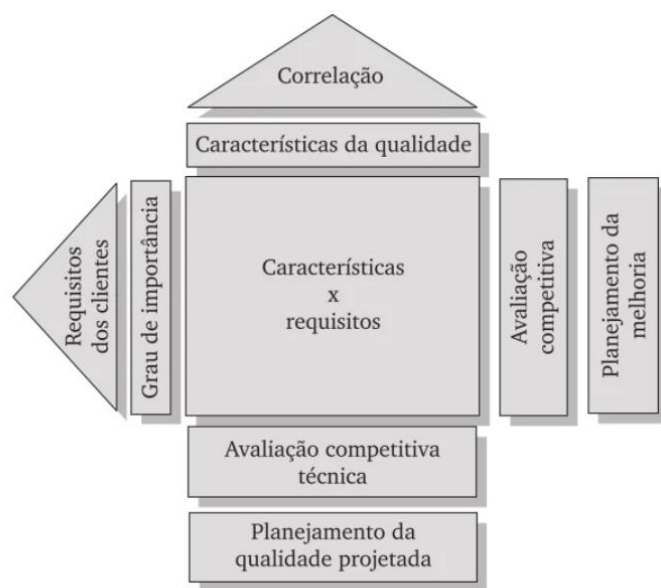 Correlação
Características da qualidade
Requisitos
dos clientes
Grau de importância
Características
x
requisitos
Avaliação
competitiva
Planejamento da
melhoria
Avaliação competitiva
técnica
Planejamento da
qualidade projetada